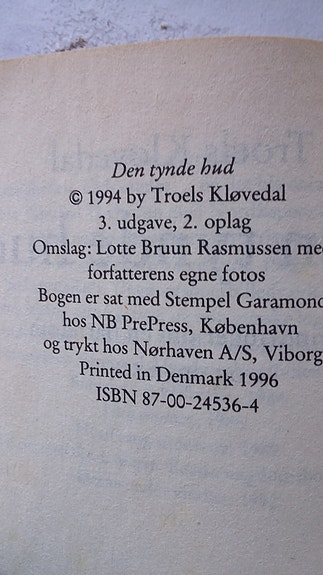 Den tynde hud
© 1994 by Troels Kløvedal
3. udgave, 2. oplag
Omslag: Lotte Bruun Rasmussen me
forfatterens egne fotos
Bogen er sat med Stempel Garamond
hos NB PrePress, København
og trykt hos Nørhaven A/S, Viborg
Printed in Denmark 1996
ISBN 87-00-24536-4